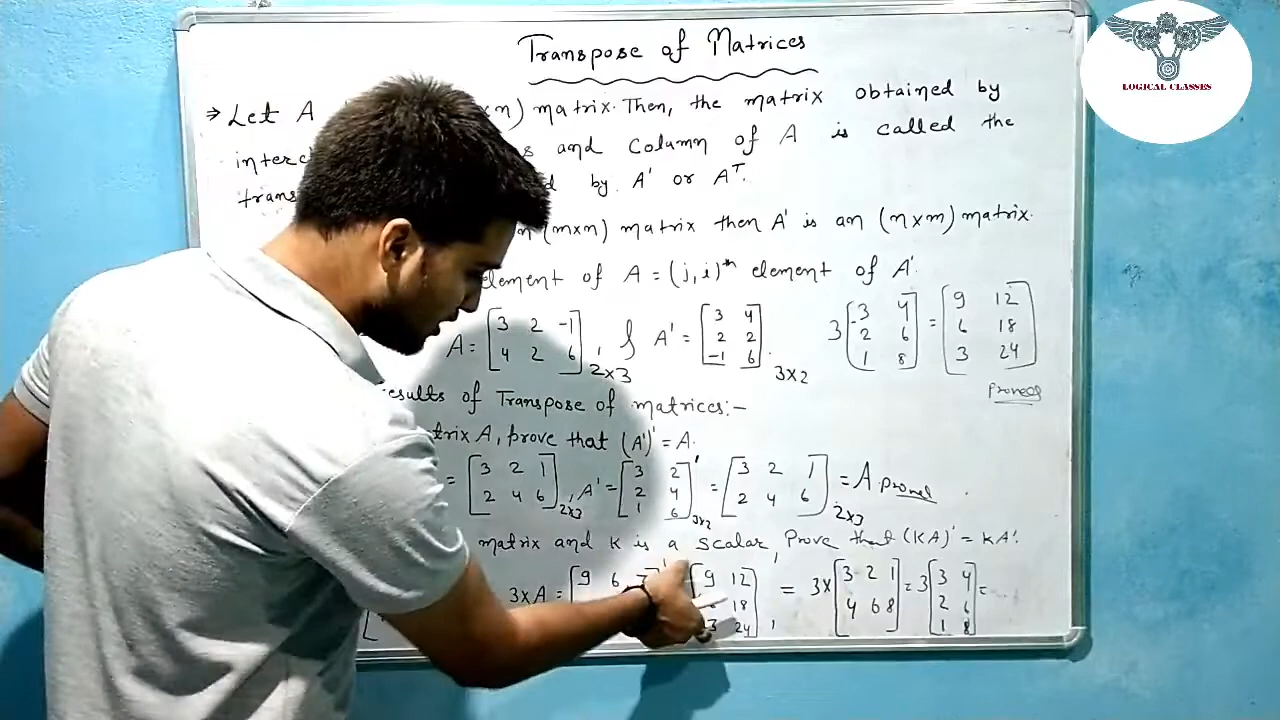 Transpose of Matrices
LOGICAL CLASSES
⇒ Let A n) matrix. Then, the matrix obtained by
interc s and column of A is called the
trans d by A' or Aᵀ.
n (m×n) matrix then A' is an (n×m) matrix.
element of A = (j, i)ᵗʰ element of A'.
A = [3 2 -1; 4 2 6] 2×3 , & A' = [3 4; 2 2; -1 6] 3×2
3 [3 4; 2 6; 1 8] = [9 12; 6 18; 3 24]
Proved
esults of Transpose of matrices:-
trix A, prove that (A')' = A.
= [3 2 1; 2 4 6] 2×3 , A' = [3 2; 2 4; 1 6]' 3×2 = [3 2 1; 2 4 6] 2×3 = A proved
matrix and K is a scalar, Prove that (KA)' = KA'.
3×A = [9 6 [9 12; 18; 3 24] , = 3×[3 2 1; 4 6 8]' = 3[3 4; 2 6; 1 8] =